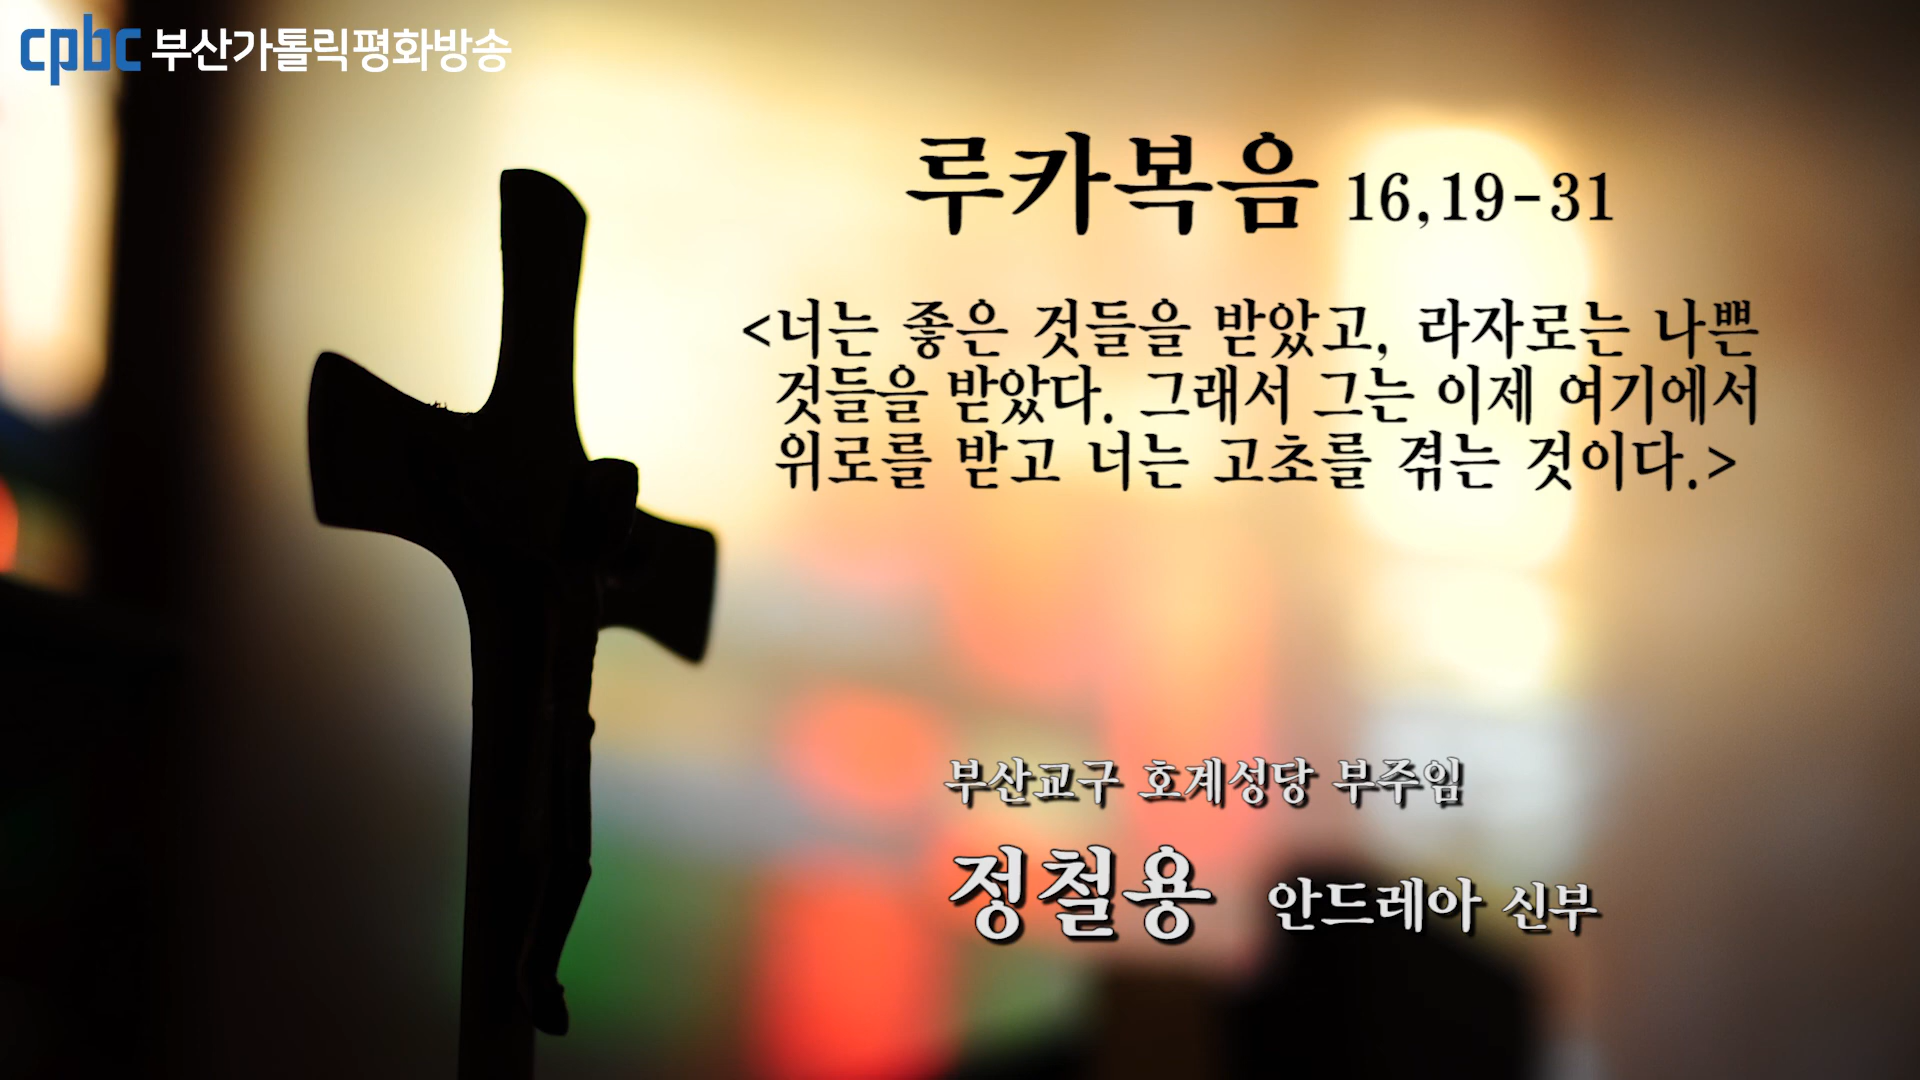 cpbc 부산가톨릭평화방송
루카복음 16,19-31
<너는 좋은 것들을 받았고, 라자로는 나쁜
것들을 받았다. 그래서 그는 이제 여기에서
위로를 받고 너는 고초를 겪는 것이다.>
부산교구 호계성당 부주임
정철용 안드레아 신부